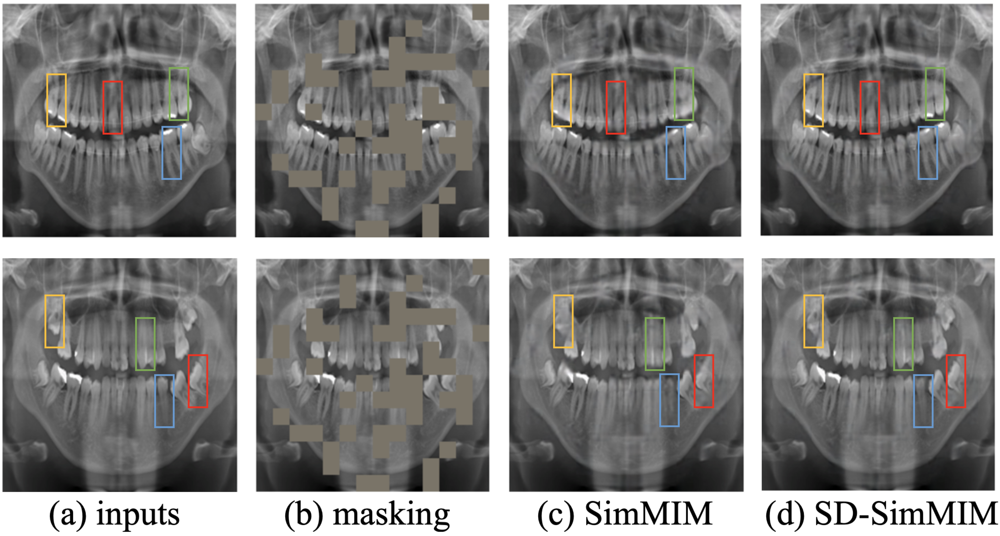 (a) inputs
(b) masking
(c) SimMIM
(d) SD-SimMIM